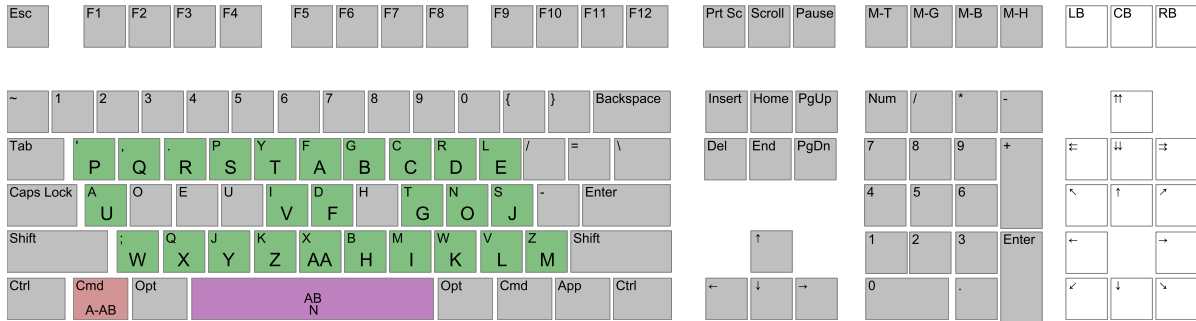 Esc F1 F2 F3 F4 F5 F6 F7 F8 F9 F10 F11 F12 Prt Sc Scroll Pause M-T M-G M-B M-H LB CB RB
~ 1 2 3 4 5 6 7 8 9 0 { } Backspace Insert Home PgUp Num / * - ⇈
Tab ' , . P Y F G C R L / = \ Del End PgDn 7 8 9 + ⇇ ⇊ ⇉
P Q R S T A B C D E
Caps Lock A O E U I D H T N S - Enter 4 5 6 ↖ ↑ ↗
U V F G O J
Shift ; Q J K X B M W V Z Shift ↑ 1 2 3 Enter ← →
W X Y Z AA H I K L M
Ctrl Cmd Opt Opt Cmd App Ctrl ← ↓ → 0 . ↙ ↓ ↘
A-AB AB
N